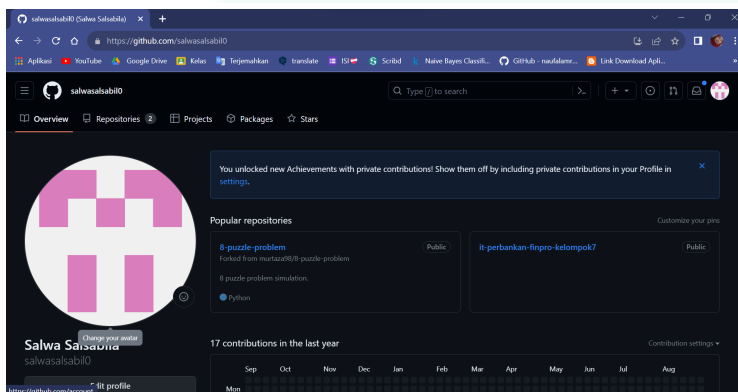 salwasalsabil0 (Salwa Salsabila)
https://github.com/salwasalsabil0
Aplikasi YouTube Google Drive Kelas Terjemahkan translate ISI Scribd Naive Bayes Classifi... GitHub - naufalamr... Link Download Apli... »
salwasalsabil0 Type / to search
Overview Repositories 2 Projects Packages Stars
You unlocked new Achievements with private contributions! Show them off by including private contributions in your Profile in
settings.
Popular repositories Customize your pins
8-puzzle-problem Public
Forked from murtaza98/8-puzzle-problem
8 puzzle problem simulation.
Python
it-perbankan-finpro-kelompok7 Public
Change your avatar
Salwa Salsabila
salwasalsabil0
Edit profile
17 contributions in the last year Contribution settings
Sep Oct Nov Dec Jan Feb Mar Apr May Jun Jul Aug
Mon
https://github.com/account